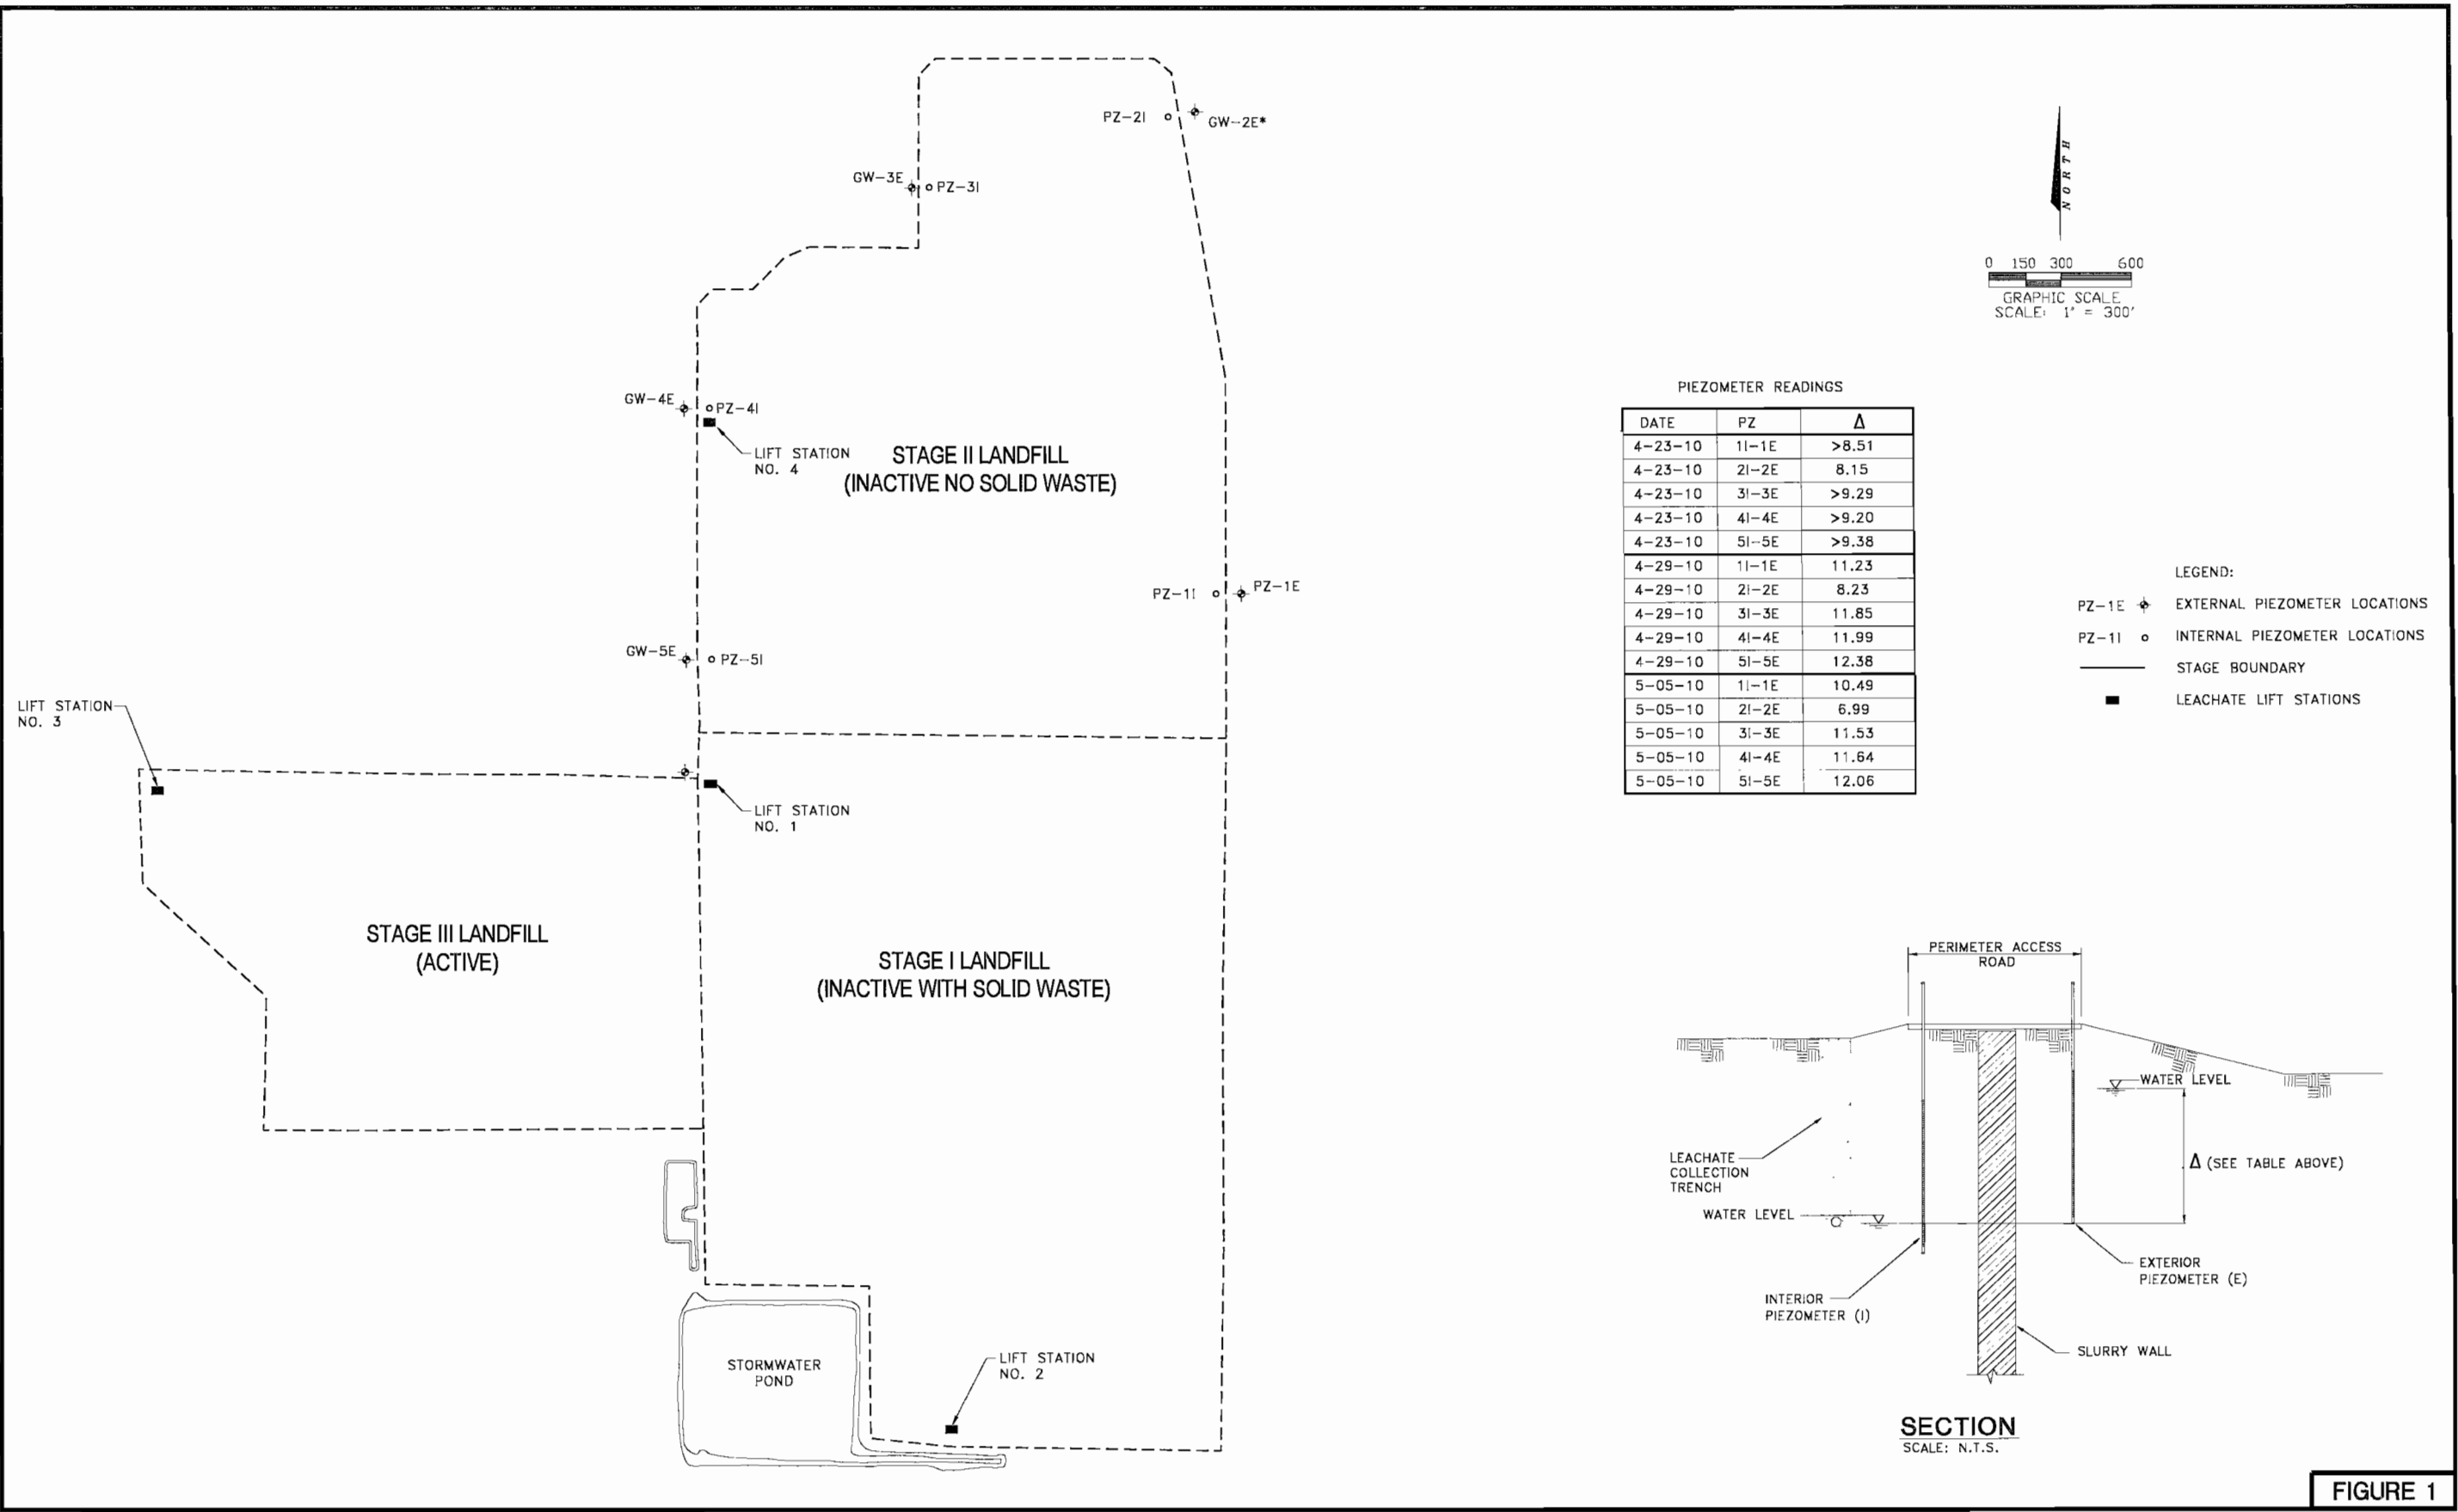 PZ-2I
GW-2E*
GW-3E
PZ-3I
GW-4E
PZ-4I
LIFT STATION
NO. 4
STAGE II LANDFILL
(INACTIVE NO SOLID WASTE)
PZ-1I
PZ-1E
GW-5E
PZ-5I
LIFT STATION
NO. 3
LIFT STATION
NO. 1
STAGE III LANDFILL
(ACTIVE)
STAGE I LANDFILL
(INACTIVE WITH SOLID WASTE)
STORMWATER
POND
LIFT STATION
NO. 2
NORTH
0 150 300 600
GRAPHIC SCALE
SCALE: 1" = 300'
PIEZOMETER READINGS
DATE PZ Δ
4-23-10 1I-1E >8.51
4-23-10 2I-2E 8.15
4-23-10 3I-3E >9.29
4-23-10 4I-4E >9.20
4-23-10 5I-5E >9.38
4-29-10 1I-1E 11.23
4-29-10 2I-2E 8.23
4-29-10 3I-3E 11.85
4-29-10 4I-4E 11.99
4-29-10 5I-5E 12.38
5-05-10 1I-1E 10.49
5-05-10 2I-2E 6.99
5-05-10 3I-3E 11.53
5-05-10 4I-4E 11.64
5-05-10 5I-5E 12.06
LEGEND:
PZ-1E EXTERNAL PIEZOMETER LOCATIONS
PZ-1I INTERNAL PIEZOMETER LOCATIONS
STAGE BOUNDARY
LEACHATE LIFT STATIONS
PERIMETER ACCESS
ROAD
WATER LEVEL
LEACHATE
COLLECTION
TRENCH
Δ (SEE TABLE ABOVE)
WATER LEVEL
EXTERIOR
PIEZOMETER (E)
INTERIOR
PIEZOMETER (I)
SLURRY WALL
SECTION
SCALE: N.T.S.
FIGURE 1